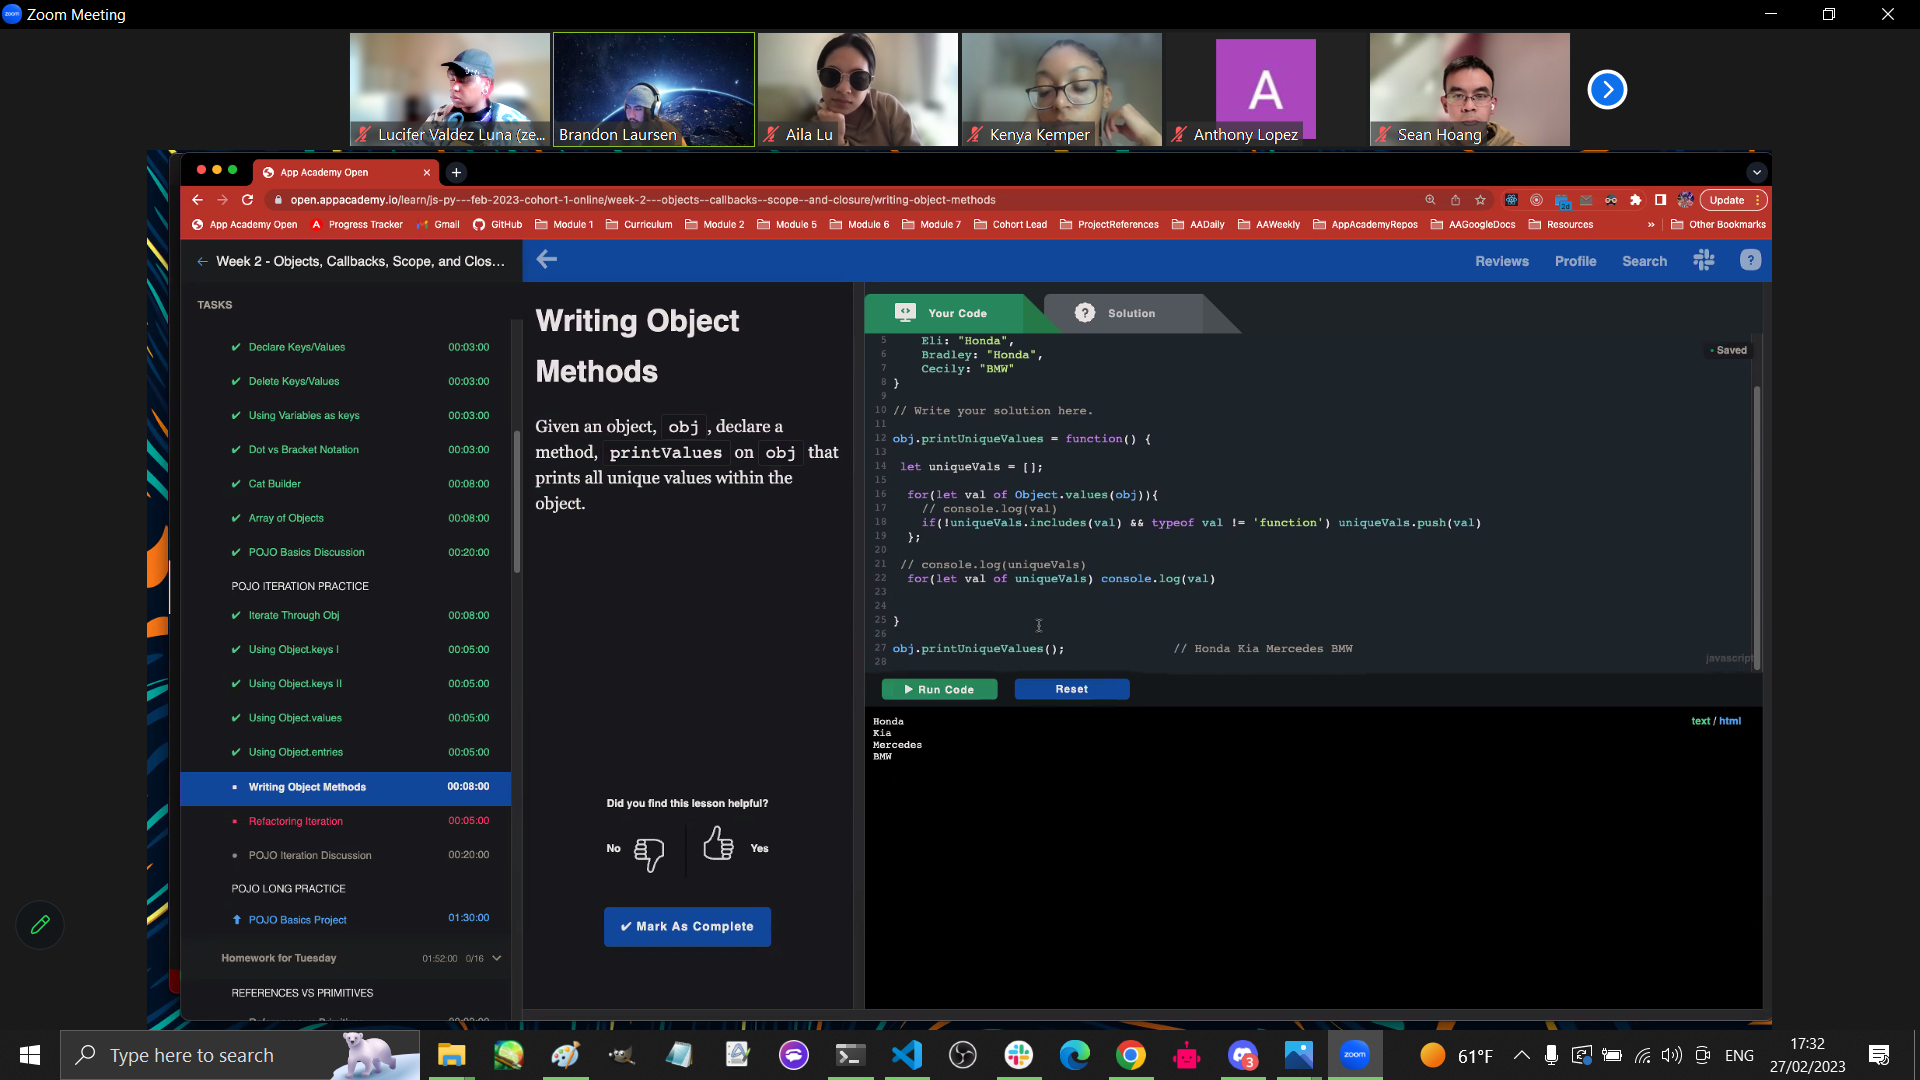 zoom Zoom Meeting
Lucifer Valdez Luna (ze...
Brandon Laursen
Aila Lu
Kenya Kemper
A
Anthony Lopez
Sean Hoang
App Academy Open
open.appacademy.io/learn/js-py---feb-2023-cohort-1-online/week-2---objects--callbacks--scope--and-closure/writing-object-methods
Update
App Academy Open
Progress Tracker
Gmail
GitHub
Module 1
Curriculum
Module 2
Module 5
Module 6
Module 7
Cohort Lead
ProjectReferences
AADaily
AAWeekly
AppAcademyRepos
AAGoogleDocs
Resources
»
Other Bookmarks
← Week 2 - Objects, Callbacks, Scope, and Clos...
Reviews
Profile
Search
?
TASKS
Declare Keys/Values 00:03:00
Delete Keys/Values 00:03:00
Using Variables as keys 00:03:00
Dot vs Bracket Notation 00:03:00
Cat Builder 00:08:00
Array of Objects 00:08:00
POJO Basics Discussion 00:20:00
POJO ITERATION PRACTICE
Iterate Through Obj 00:08:00
Using Object.keys I 00:05:00
Using Object.keys II 00:05:00
Using Object.values 00:05:00
Using Object.entries 00:05:00
Writing Object Methods 00:08:00
Refactoring Iteration 00:05:00
POJO Iteration Discussion 00:20:00
POJO LONG PRACTICE
POJO Basics Project 01:30:00
Homework for Tuesday 01:52:00 0/16
REFERENCES VS PRIMITIVES
Writing Object
Methods
Given an object, obj , declare a
method, printValues on obj that
prints all unique values within the
object.
Did you find this lesson helpful?
No
Yes
✔ Mark As Complete
Your Code
? Solution
Saved
5 Eli: "Honda",
6 Bradley: "Honda",
7 Cecily: "BMW"
8 }
9
10 // Write your solution here.
11
12 obj.printUniqueValues = function() {
13
14 let uniqueVals = [];
15
16 for(let val of Object.values(obj)){
17 // console.log(val)
18 if(!uniqueVals.includes(val) && typeof val != 'function') uniqueVals.push(val)
19 };
20
21 // console.log(uniqueVals)
22 for(let val of uniqueVals) console.log(val)
23
24
25 }
26
27 obj.printUniqueValues(); // Honda Kia Mercedes BMW
28
javascript
Run Code
Reset
Honda
Kia
Mercedes
BMW
text / html
Type here to search
3
zoom
61°F
ENG
17:32
27/02/2023